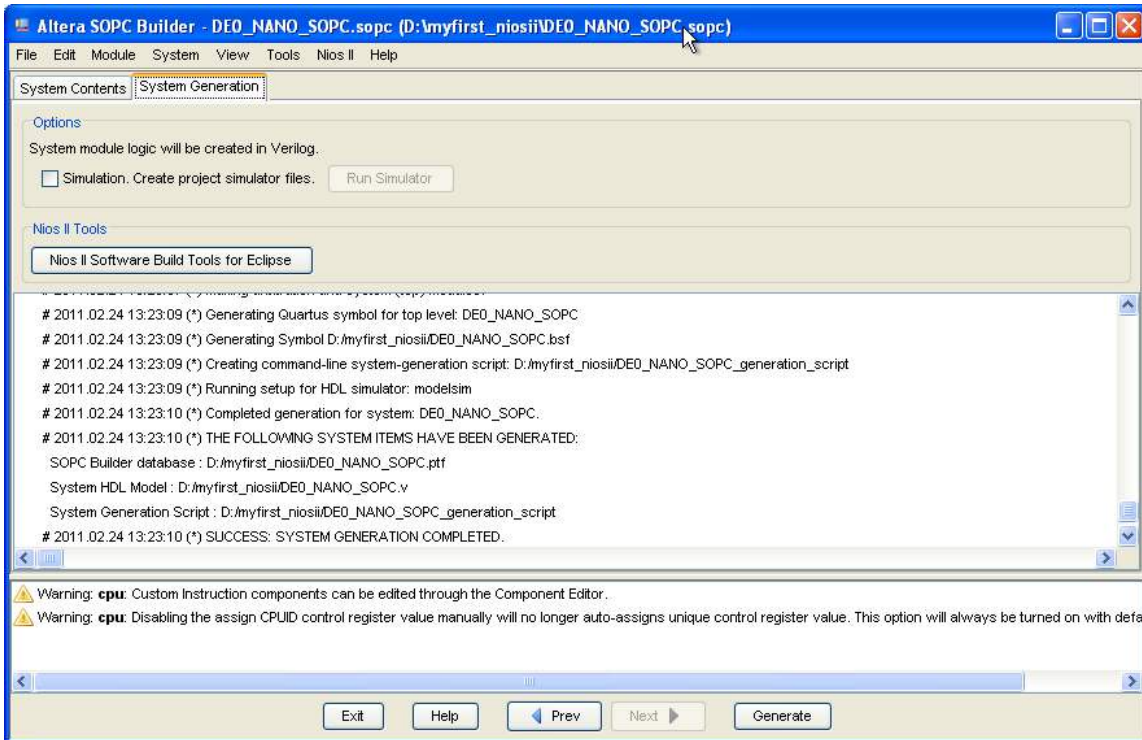 Altera SOPC Builder - DE0_NANO_SOPC.sopc (D:\myfirst_niosii\DE0_NANO_SOPC.sopc)
File Edit Module System View Tools Nios II Help
System Contents System Generation
Options
System module logic will be created in Verilog.
Simulation. Create project simulator files. Run Simulator
Nios II Tools
Nios II Software Build Tools for Eclipse
# 2011.02.24 13:23:09 (*) Generating Quartus symbol for top level: DE0_NANO_SOPC
# 2011.02.24 13:23:09 (*) Generating Symbol D:/myfirst_niosii/DE0_NANO_SOPC.bsf
# 2011.02.24 13:23:09 (*) Creating command-line system-generation script: D:/myfirst_niosii/DE0_NANO_SOPC_generation_script
# 2011.02.24 13:23:09 (*) Running setup for HDL simulator: modelsim
# 2011.02.24 13:23:10 (*) Completed generation for system: DE0_NANO_SOPC.
# 2011.02.24 13:23:10 (*) THE FOLLOWING SYSTEM ITEMS HAVE BEEN GENERATED:
SOPC Builder database : D:/myfirst_niosii/DE0_NANO_SOPC.ptf
System HDL Model : D:/myfirst_niosii/DE0_NANO_SOPC.v
System Generation Script : D:/myfirst_niosii/DE0_NANO_SOPC_generation_script
# 2011.02.24 13:23:10 (*) SUCCESS: SYSTEM GENERATION COMPLETED.
Warning: cpu: Custom Instruction components can be edited through the Component Editor.
Warning: cpu: Disabling the assign CPUID control register value manually will no longer auto-assigns unique control register value. This option will always be turned on with defa
Exit Help Prev Next Generate